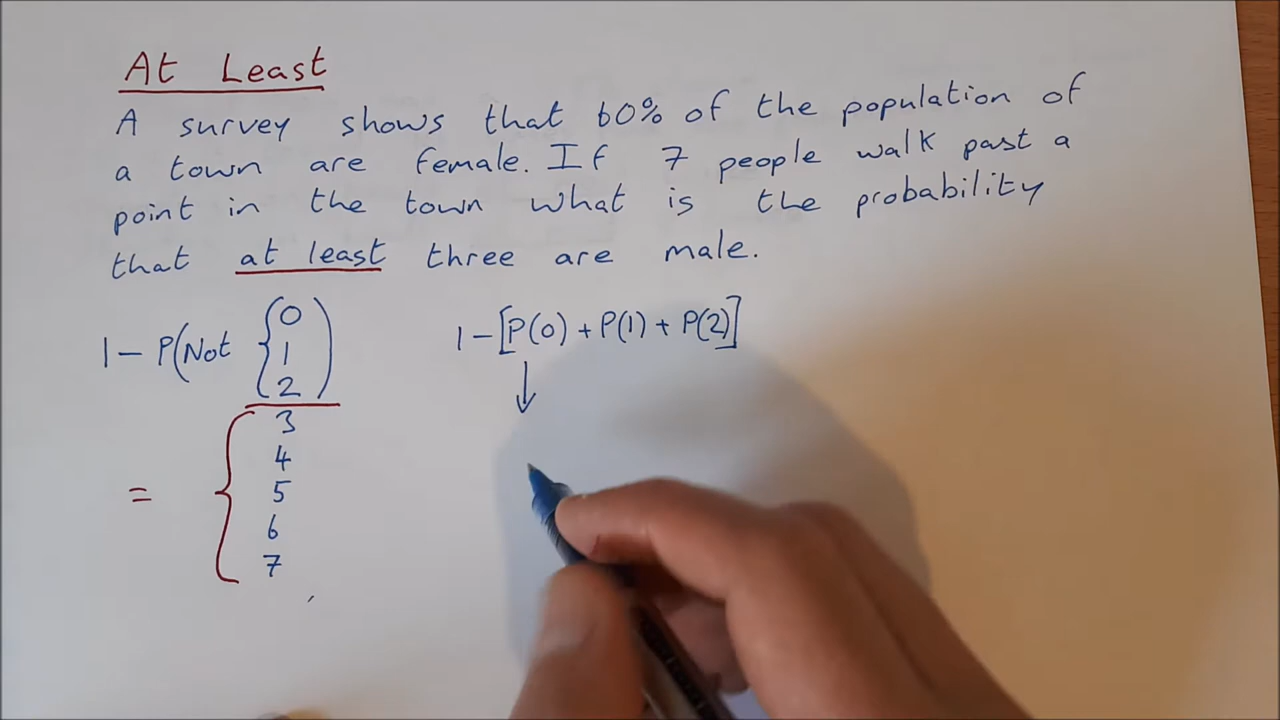 At Least
A survey shows that 60% of the population of
a town are female. If 7 people walk past a
point in the town what is the probability
that at least three are male.
1 - P(Not {0
1
2)
1 - [P(0) + P(1) + P(2)]
↓
= {3
4
5
6
7